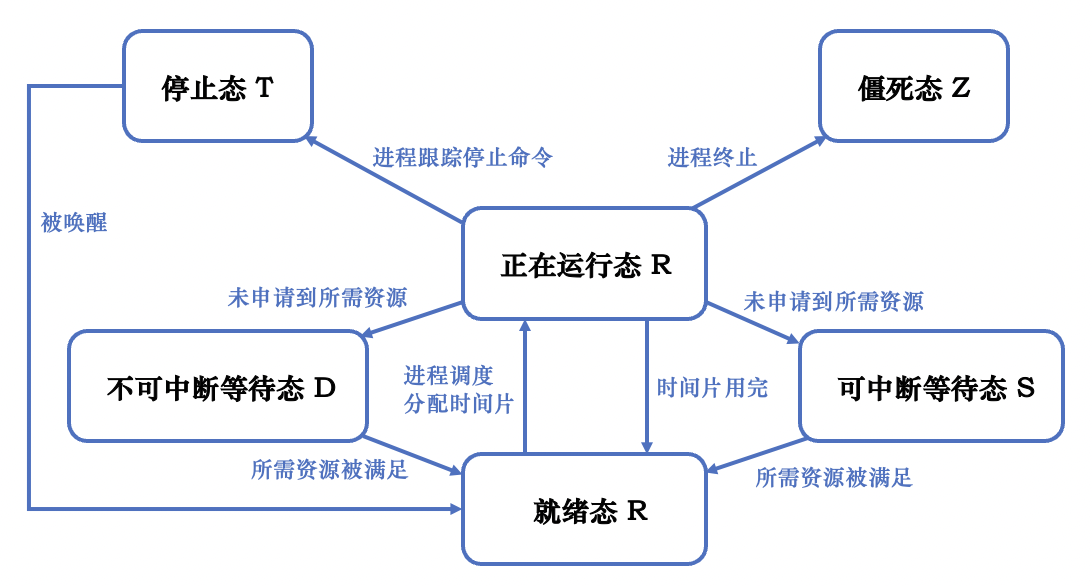 停止态 T
僵死态 Z
进程跟踪停止命令
进程终止
被唤醒
正在运行态 R
未申请到所需资源
未申请到所需资源
不可中断等待态 D
进程调度
分配时间片
时间片用完
可中断等待态 S
所需资源被满足
所需资源被满足
就绪态 R